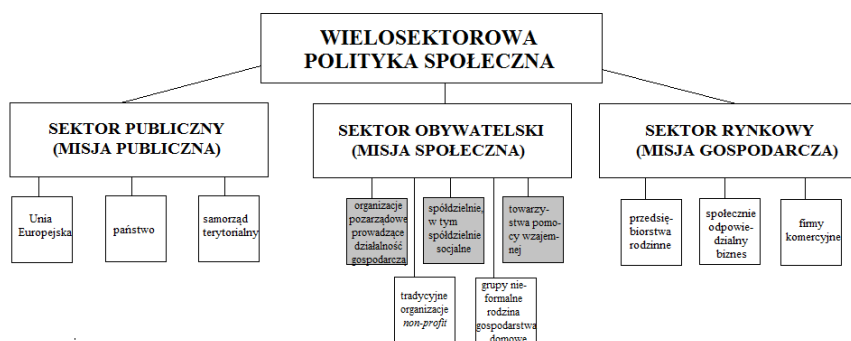 WIELOSEKTOROWA
POLITYKA SPOŁECZNA
SEKTOR PUBLICZNY
(MISJA PUBLICZNA)
SEKTOR OBYWATELSKI
(MISJA SPOŁECZNA)
SEKTOR RYNKOWY
(MISJA GOSPODARCZA)
Unia
Europejska
państwo
samorząd
terytorialny
organizacje
pozarządowe
prowadzące
działalność
gospodarczą
spółdzielnie,
w tym
spółdzielnie
socjalne
towarzy-
stwa pomo-
cy wzajem-
nej
przedsię-
biorstwa
rodzinne
społecznie
odpowie-
dzialny
biznes
firmy
komercyjne
tradycyjne
organizacje
non-profit
grupy nie-
formalne
rodzina
gospodarstwa
domowe